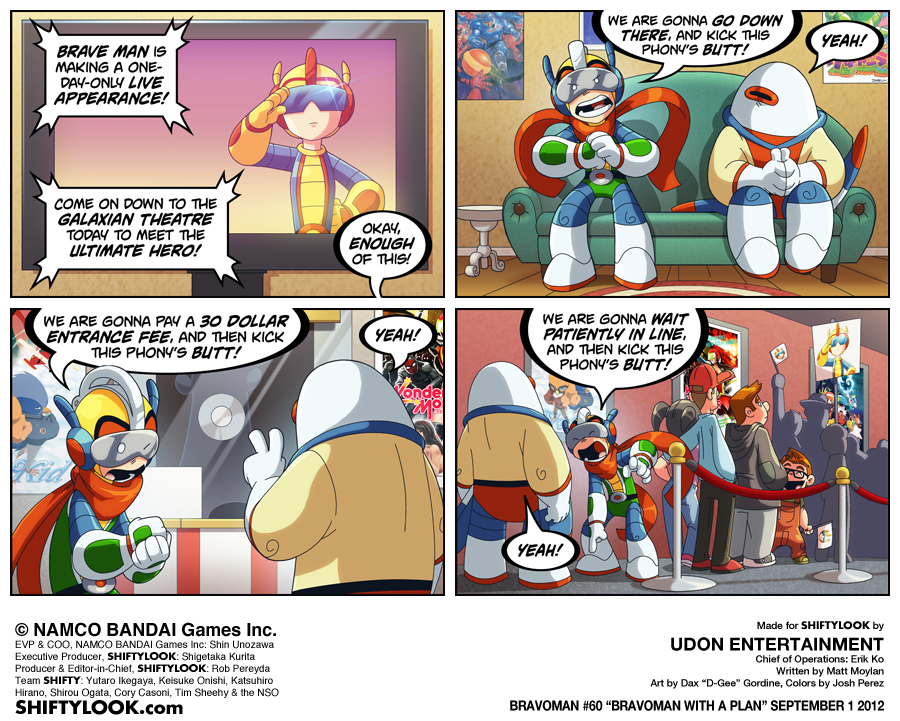 BRAVE MAN IS
MAKING A ONE-
DAY-ONLY LIVE
APPEARANCE!
COME ON DOWN TO THE
GALAXIAN THEATRE
TODAY TO MEET THE
ULTIMATE HERO!
OKAY,
ENOUGH
OF THIS!
WE ARE GONNA GO DOWN
THERE, AND KICK THIS
PHONY'S BUTT!
YEAH!
WE ARE GONNA PAY A 30 DOLLAR
ENTRANCE FEE, AND THEN KICK
THIS PHONY'S BUTT!
YEAH!
WE ARE GONNA WAIT
PATIENTLY IN LINE,
AND THEN KICK THIS
PHONY'S BUTT!
YEAH!
© NAMCO BANDAI Games Inc.
EVP & COO, NAMCO BANDAI Games Inc: Shin Unozawa
Executive Producer, SHIFTYLOOK: Shigetaka Kurita
Producer & Editor-in-Chief, SHIFTYLOOK: Rob Pereyda
Team SHIFTY: Yutaro Ikegaya, Keisuke Onishi, Katsuhiro
Hirano, Shirou Ogata, Cory Casoni, Tim Sheehy & the NSO
SHIFTYLOOK.com
Made for SHIFTYLOOK by
UDON ENTERTAINMENT
Chief of Operations: Erik Ko
Written by Matt Moylan
Art by Dax "D-Gee" Gordine, Colors by Josh Perez
BRAVOMAN #60 "BRAVOMAN WITH A PLAN" SEPTEMBER 1 2012